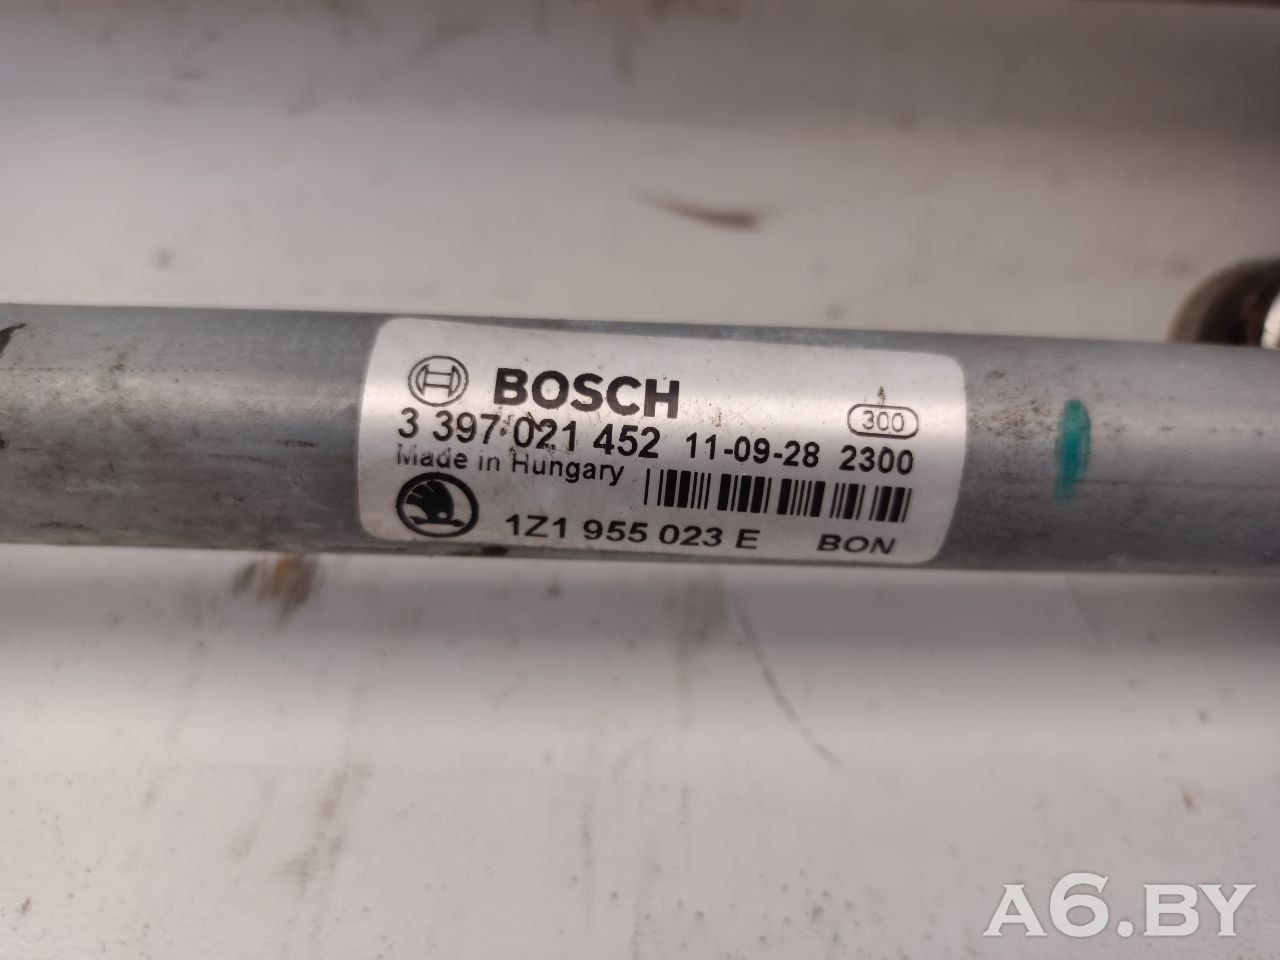 BOSCH
300
3 397 021 452 11-09-28 2300
Made in Hungary
1Z1 955 023 E BON
A6.BY